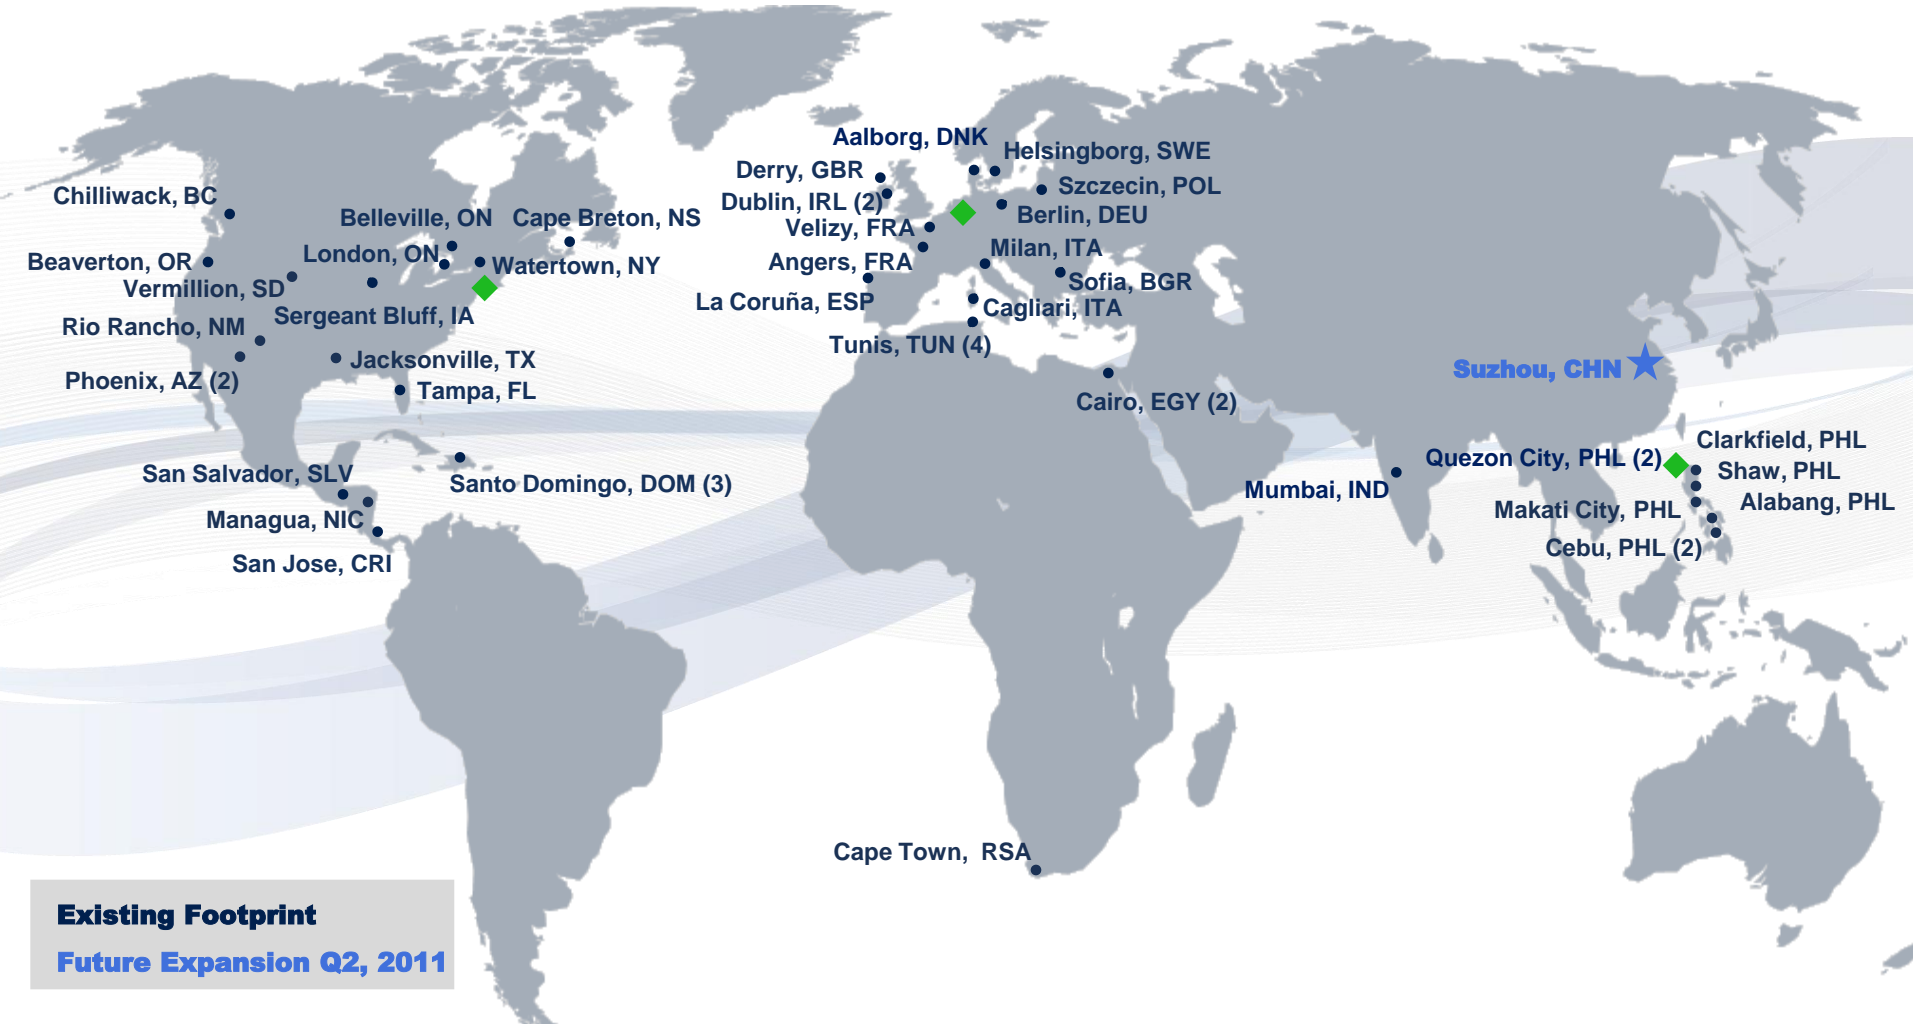 Aalborg, DNK
Helsingborg, SWE
Derry, GBR
Szczecin, POL
Chilliwack, BC
Dublin, IRL (2)
Berlin, DEU
Belleville, ON
Cape Breton, NS
Velizy, FRA
Milan, ITA
London, ON
Beaverton, OR
Watertown, NY
Angers, FRA
Sofia, BGR
Vermillion, SD
La Coruña, ESP
Cagliari, ITA
Sergeant Bluff, IA
Rio Rancho, NM
Tunis, TUN (4)
Jacksonville, TX
Suzhou, CHN
Phoenix, AZ (2)
Tampa, FL
Cairo, EGY (2)
Clarkfield, PHL
Quezon City, PHL (2)
Shaw, PHL
San Salvador, SLV
Santo Domingo, DOM (3)
Mumbai, IND
Alabang, PHL
Makati City, PHL
Managua, NIC
Cebu, PHL (2)
San Jose, CRI
Cape Town, RSA
Existing Footprint
Future Expansion Q2, 2011